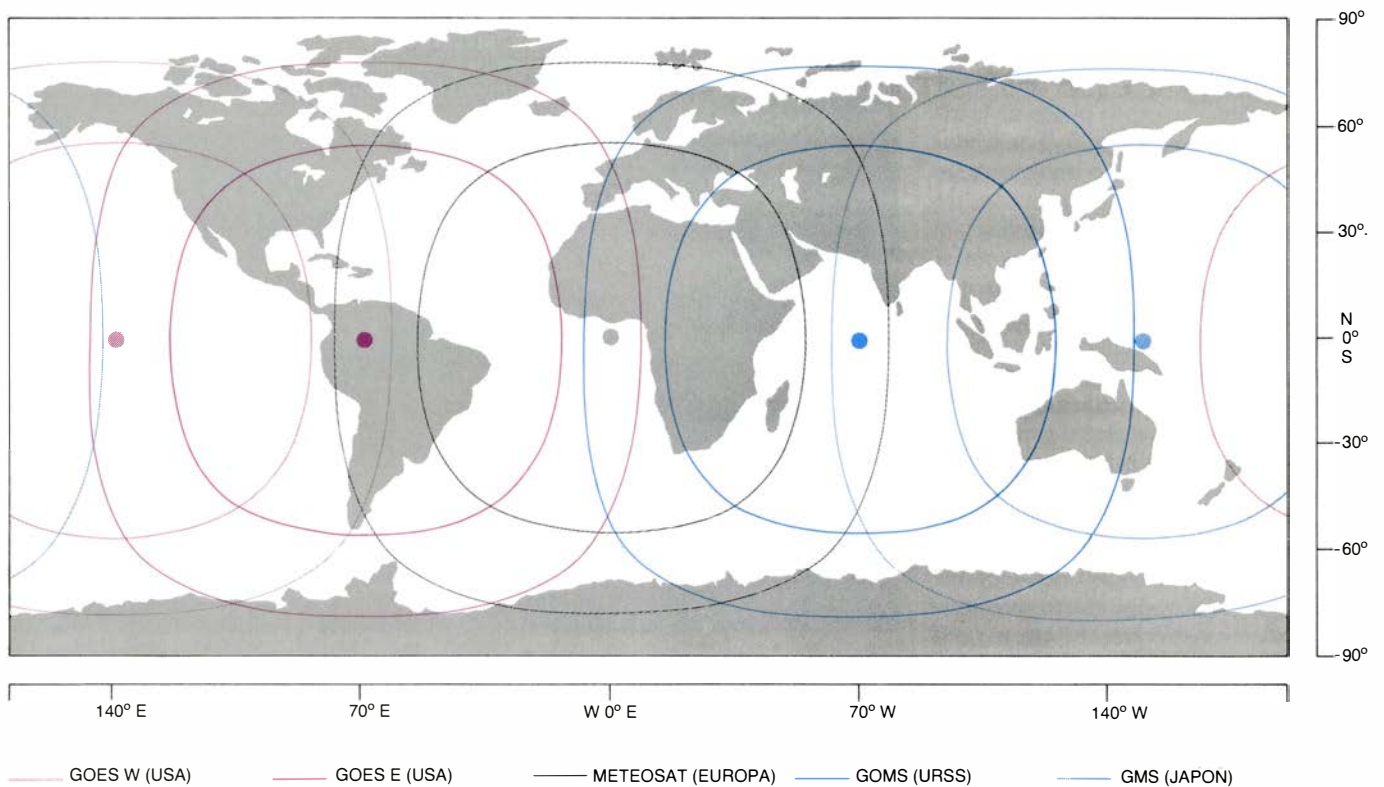 90°
60°
30°.
N
0°
S
-30°
-60°
-90°
140° E
70° E
W 0° E
70° W
140° W
GOES W (USA)
GOES E (USA)
METEOSAT (EUROPA)
GOMS (URSS)
GMS (JAPON)